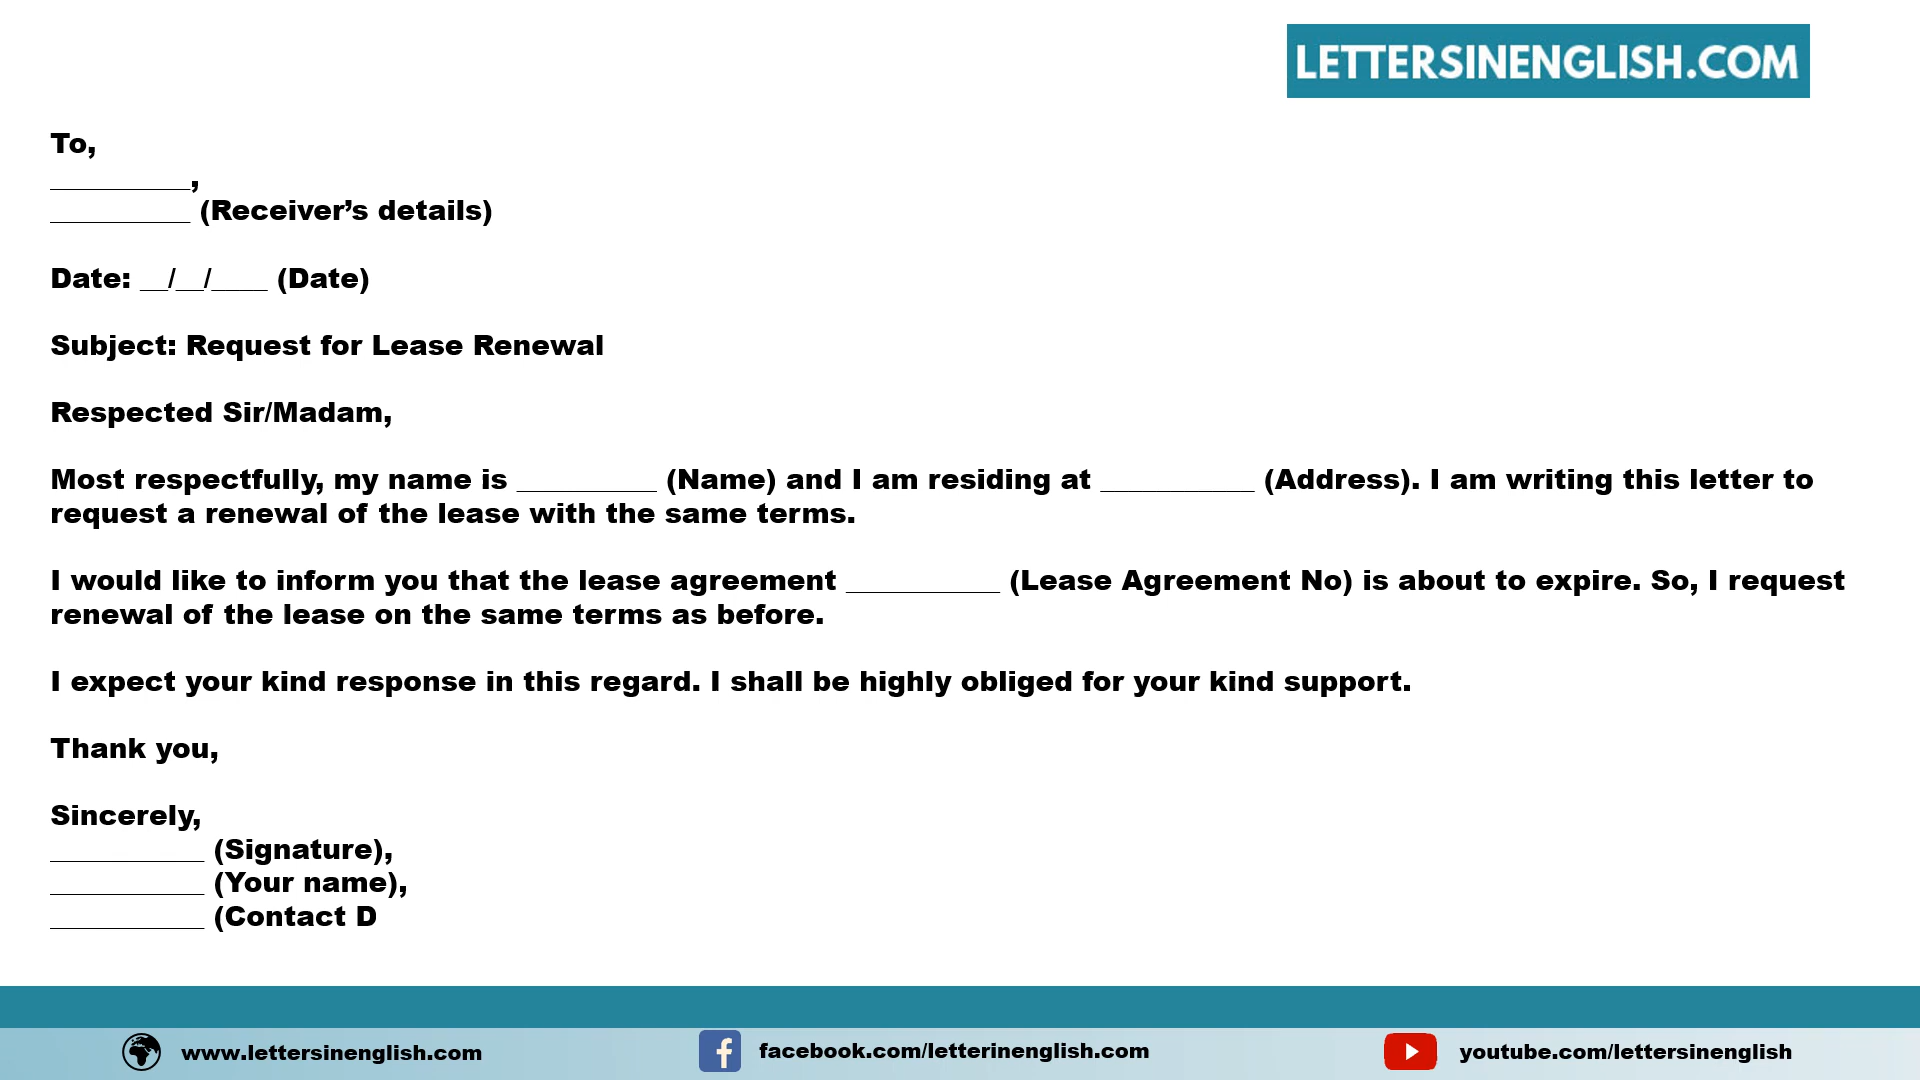 LETTERSINENGLISH.COM
To,
__________,
__________ (Receiver’s details)
Date: __/__/____ (Date)
Subject: Request for Lease Renewal
Respected Sir/Madam,
Most respectfully, my name is __________ (Name) and I am residing at ___________ (Address). I am writing this letter to
request a renewal of the lease with the same terms.
I would like to inform you that the lease agreement ___________ (Lease Agreement No) is about to expire. So, I request
renewal of the lease on the same terms as before.
I expect your kind response in this regard. I shall be highly obliged for your kind support.
Thank you,
Sincerely,
___________ (Signature),
___________ (Your name),
___________ (Contact D
www.lettersinenglish.com
facebook.com/letterinenglish.com
youtube.com/lettersinenglish